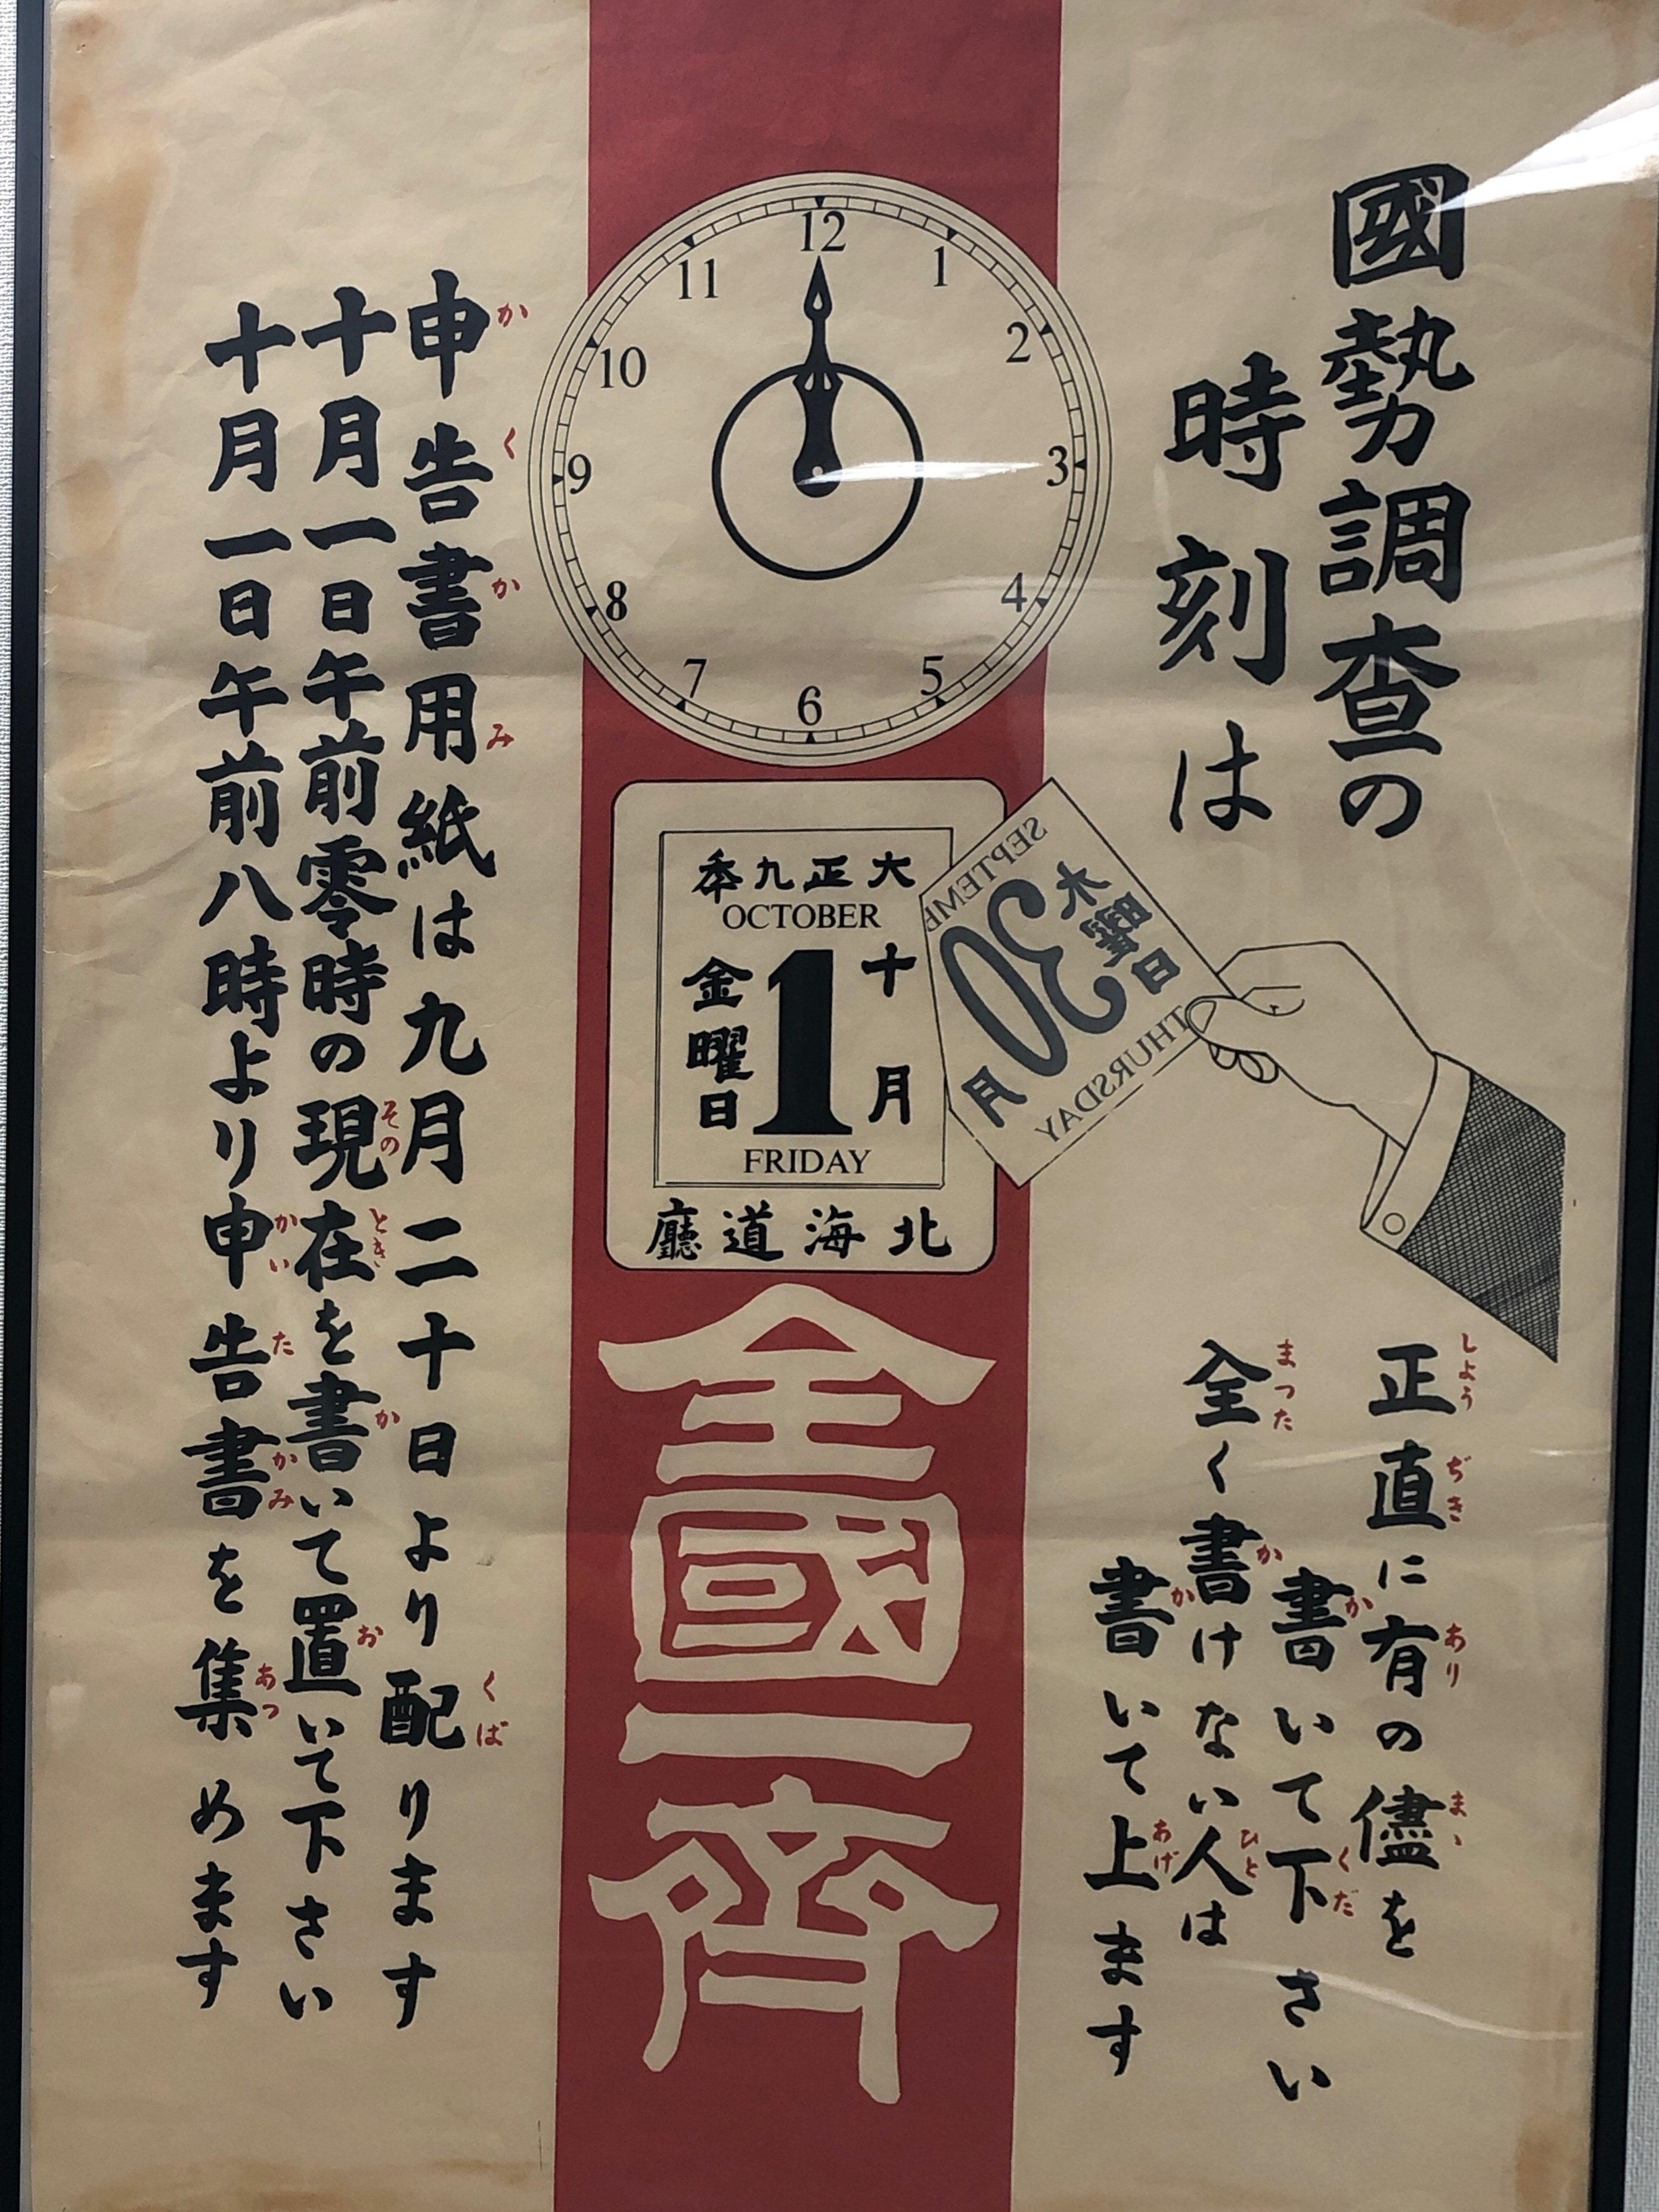 國勢調査の
時刻は
12
1
2
3
4
5
6
7
8
9
10
11
大正九年
OCTOBER
十月
1
金曜日
FRIDAY
北海道廳
SEPTEMB
30
月
曜日
THURSDAY
全國一齊
正直に有の儘を
書いて下さい
全く書けない人は
書いて上ます
申告書用紙は九月二十日より配ります
十月一日午前零時の現在を書いて置いて下さい
十月一日午前八時より申告書を集めます